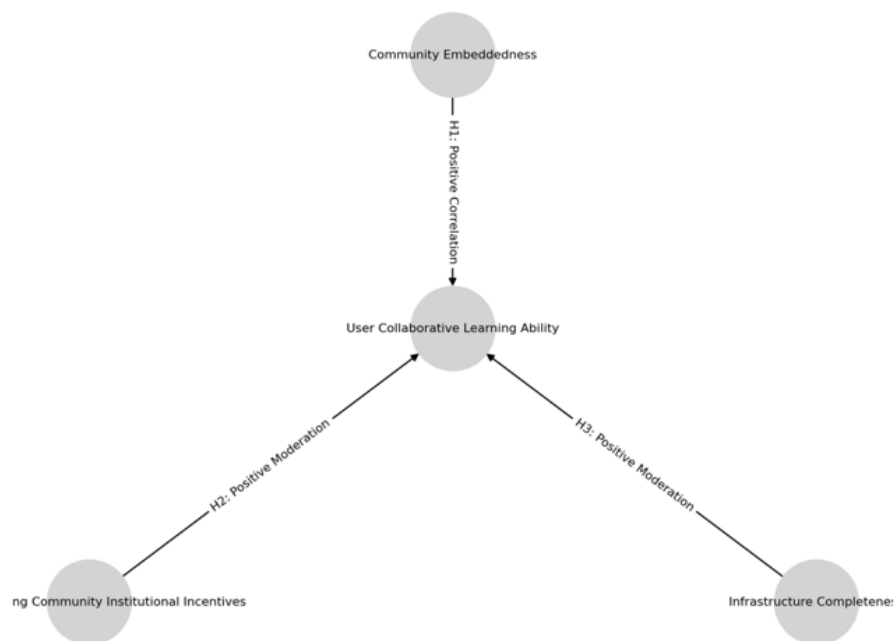 Community Embeddedness
H1: Positive Correlation
User Collaborative Learning Ability
H2: Positive Moderation
H3: Positive Moderation
ng Community Institutional Incentives
Infrastructure Completenes